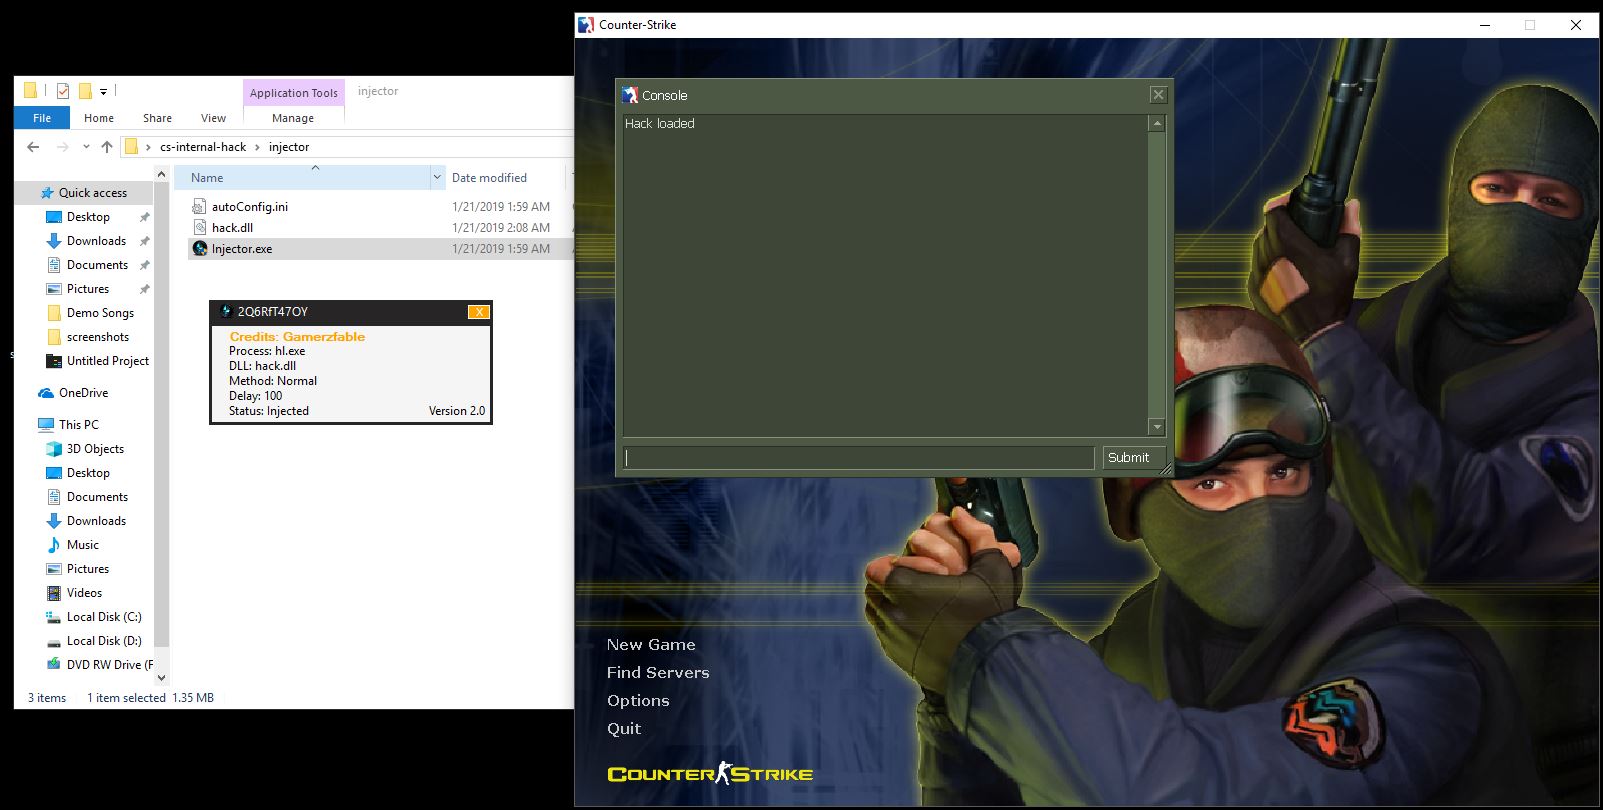 Application Tools
injector
File
Home
Share
View
Manage
cs-internal-hack
injector
Quick access
Desktop
Downloads
Documents
Pictures
Demo Songs
screenshots
Untitled Project
OneDrive
This PC
3D Objects
Desktop
Documents
Downloads
Music
Pictures
Videos
Local Disk (C:)
Local Disk (D:)
DVD RW Drive (F
Name
Date modified
autoConfig.ini 1/21/2019 1:59 AM
hack.dll 1/21/2019 2:08 AM
Injector.exe 1/21/2019 1:59 AM
3 items 1 item selected 1.35 MB
2Q6RfT47OY
X
Credits: Gamerzfable
Process: hl.exe
DLL: hack.dll
Method: Normal
Delay: 100
Status: Injected
Version 2.0
Counter-Strike
Console
Hack loaded
Submit
New Game
Find Servers
Options
Quit
COUNTER STRIKE